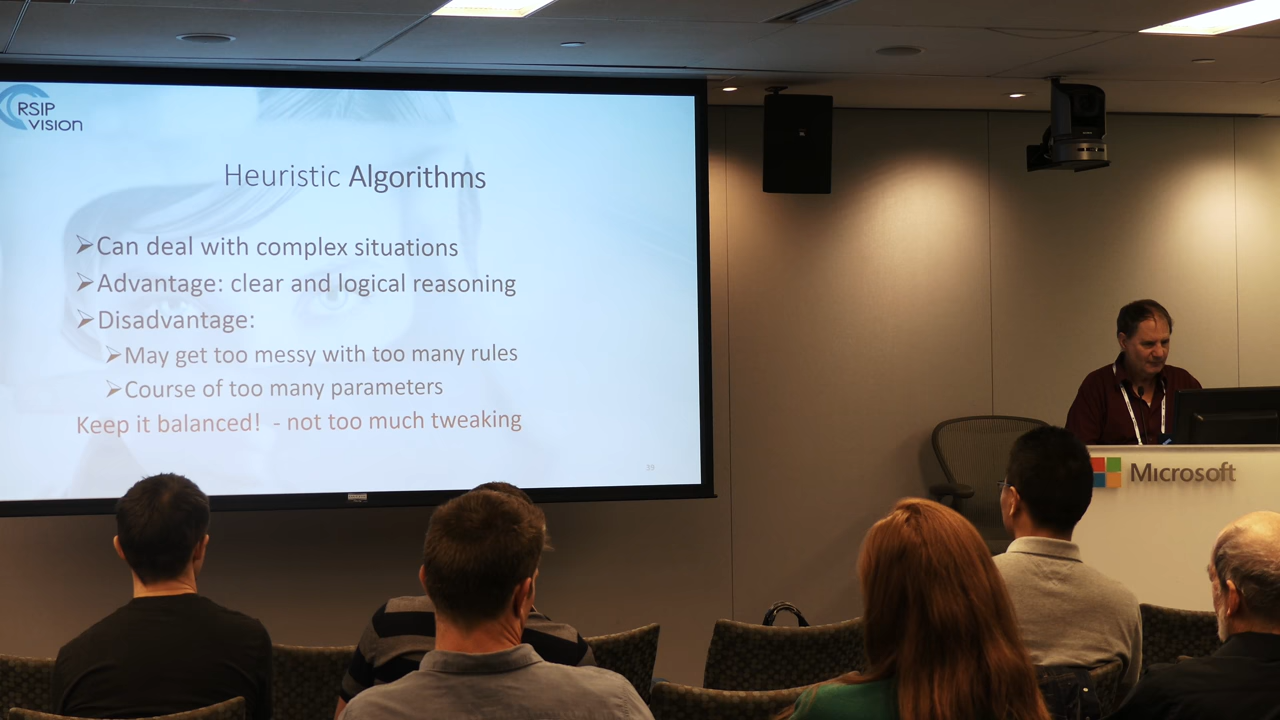 RSIP
VISION
Heuristic Algorithms
➢Can deal with complex situations
➢Advantage: clear and logical reasoning
➢Disadvantage:
➢May get too messy with too many rules
➢Course of too many parameters
Keep it balanced! - not too much tweaking
39
Microsoft